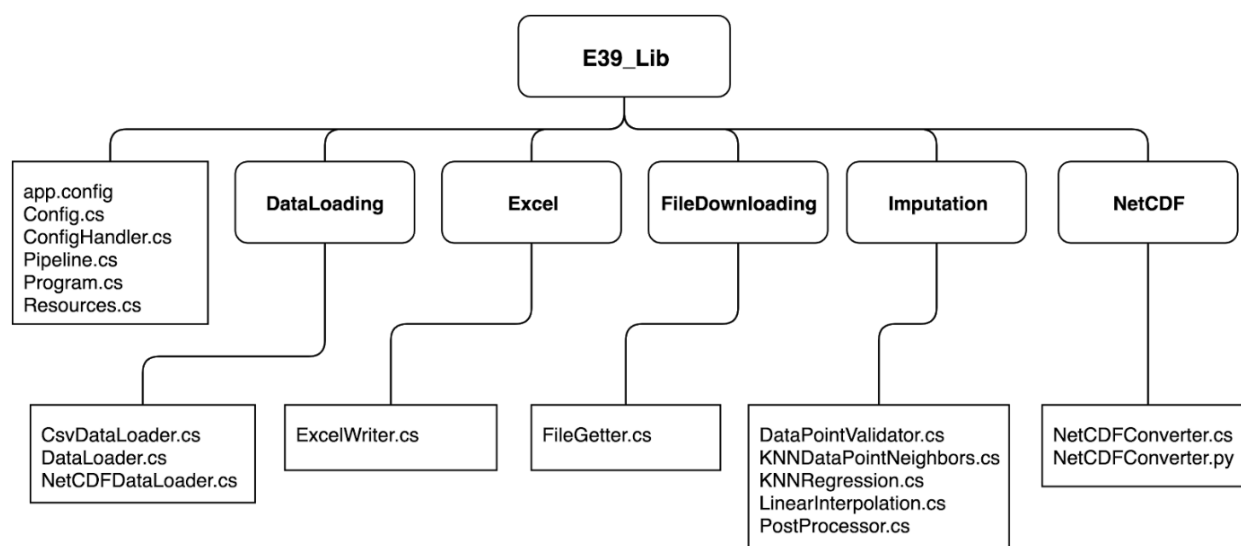 E39_Lib
app.config
Config.cs
ConfigHandler.cs
Pipeline.cs
Program.cs
Resources.cs
DataLoading
Excel
FileDownloading
Imputation
NetCDF
CsvDataLoader.cs
DataLoader.cs
NetCDFDataLoader.cs
ExcelWriter.cs
FileGetter.cs
DataPointValidator.cs
KNNDataPointNeighbors.cs
KNNRegression.cs
LinearInterpolation.cs
PostProcessor.cs
NetCDFConverter.cs
NetCDFConverter.py